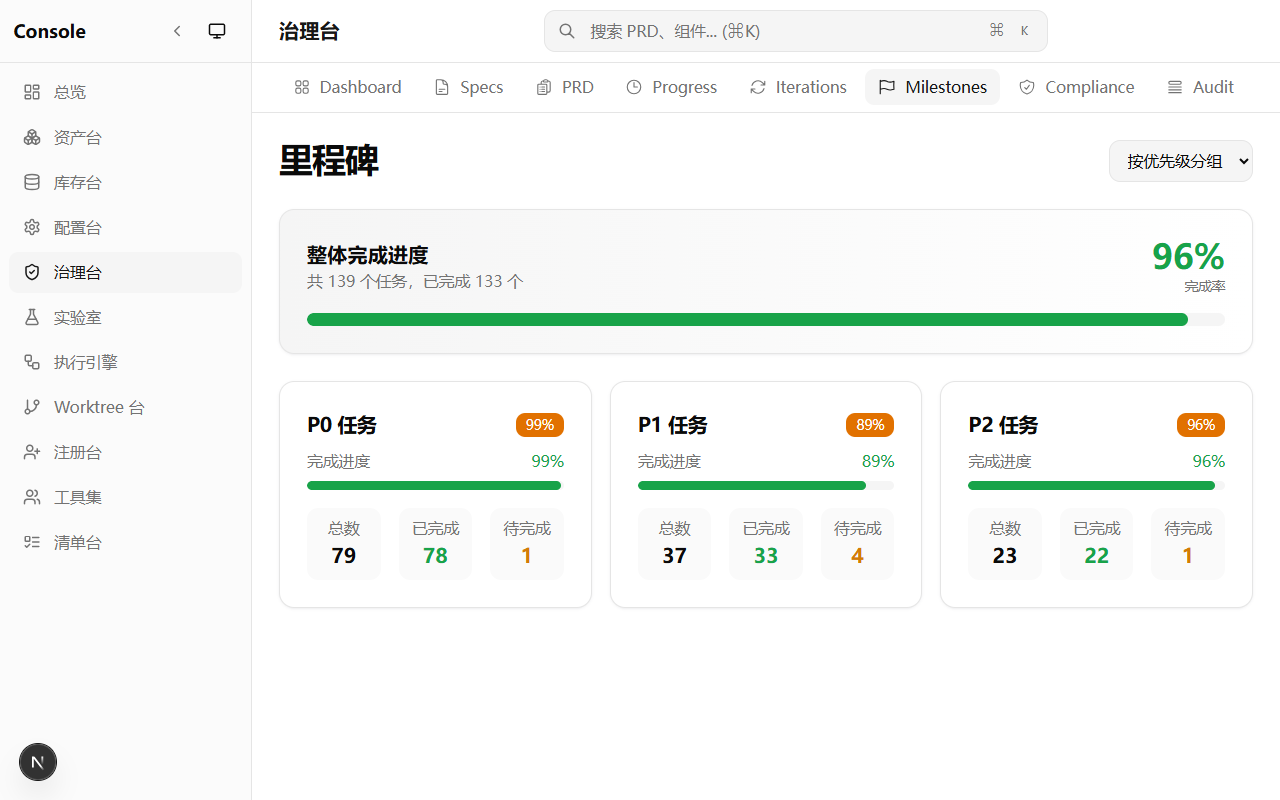 Console
治理台
搜索 PRD、组件... (⌘K)
⌘ K
总览
资产台
库存台
配置台
治理台
实验室
执行引擎
Worktree 台
注册台
工具集
清单台
N
Dashboard
Specs
PRD
Progress
Iterations
Milestones
Compliance
Audit
里程碑
按优先级分组
整体完成进度
共 139 个任务，已完成 133 个
96%
完成率
P0 任务
99%
完成进度
99%
总数
79
已完成
78
待完成
1
P1 任务
89%
完成进度
89%
总数
37
已完成
33
待完成
4
P2 任务
96%
完成进度
96%
总数
23
已完成
22
待完成
1